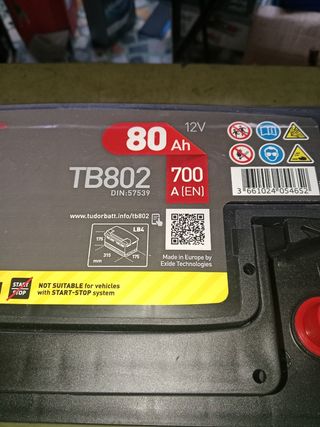 12V
80 Ah
TB802
DIN:57539
700
A (EN)
www.tudorbatt.info/tb802
LB4
175
315
175
mm
Made in Europe by
Exide Technologies
3 661024 054652
START
STOP
NOT SUITABLE for vehicles
with START-STOP system